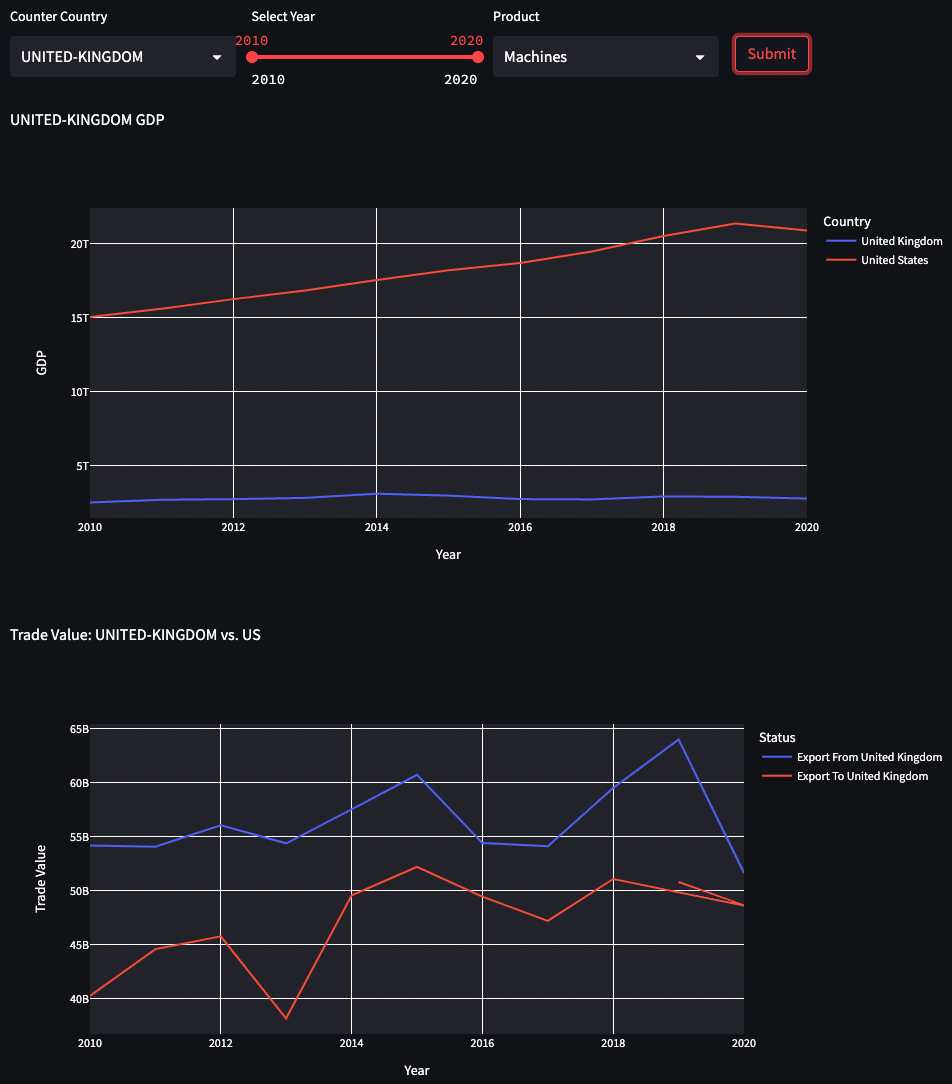 Counter Country
Select Year
Product
UNITED-KINGDOM
2010
2020
2010
2020
Machines
Submit
UNITED-KINGDOM GDP
Country
United Kingdom
United States
20T
15T
10T
5T
GDP
2010
2012
2014
2016
2018
2020
Year
Trade Value: UNITED-KINGDOM vs. US
Status
Export From United Kingdom
Export To United Kingdom
65B
60B
55B
50B
45B
40B
Trade Value
2010
2012
2014
2016
2018
2020
Year